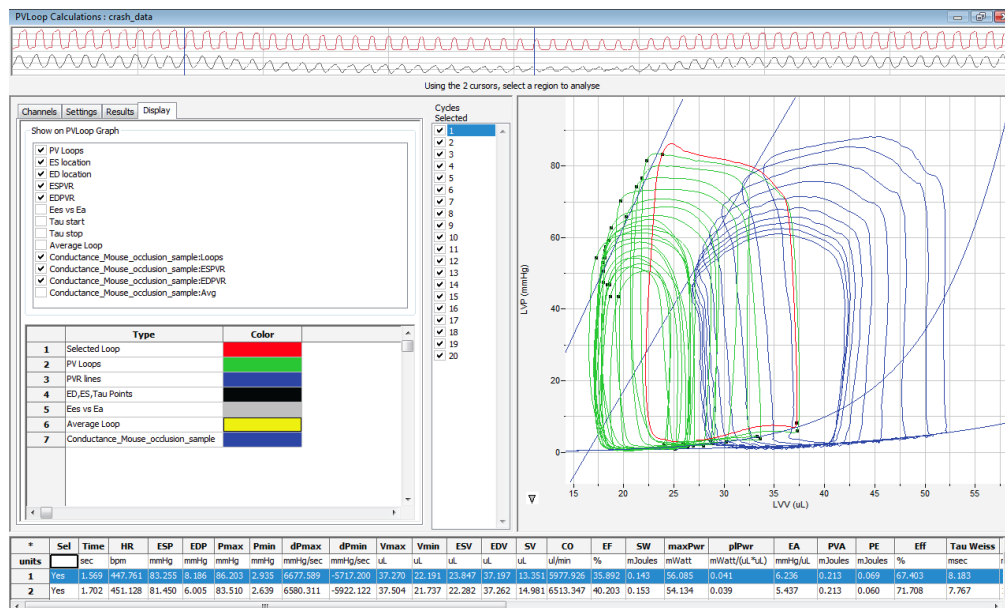 PVLoop Calculations : crash_data
Using the 2 cursors, select a region to analyse
Channels Settings Results Display
Show on PVLoop Graph
PV Loops
ES location
ED location
ESPVR
EDPVR
Ees vs Ea
Tau start
Tau stop
Average Loop
Conductance_Mouse_occlusion_sample:Loops
Conductance_Mouse_occlusion_sample:ESPVR
Conductance_Mouse_occlusion_sample:EDPVR
Conductance_Mouse_occlusion_sample:Avg
Type Color
1 Selected Loop
2 PV Loops
3 PVR lines
4 ED,ES,Tau Points
5 Ees vs Ea
6 Average Loop
7 Conductance_Mouse_occlusion_sample
Cycles
Selected
1
2
3
4
5
6
7
8
9
10
11
12
13
14
15
16
17
18
19
20
LVP (mmHg)
80
60
40
20
0
15 20 25 30 35 40 45 50 55
LVV (uL)
* Sel Time HR ESP EDP Pmax Pmin dPmax dPmin Vmax Vmin ESV EDV SV CO EF SW maxPwr plPwr EA PVA PE Eff Tau Weiss
units sec bpm mmHg mmHg mmHg mmHg mmHg/sec mmHg/sec uL uL uL uL uL ul/min % mJoules mWatt mWatt/(uL*uL) mmHg/uL mJoules mJoules % msec
1 Yes 1.569 447.761 83.255 8.186 86.203 2.935 6677.589 -5717.200 37.270 22.191 23.847 37.197 13.351 5977.926 35.892 0.143 56.085 0.041 6.236 0.213 0.069 67.403 8.183
2 Yes 1.702 451.128 81.450 6.005 83.510 2.639 6580.311 -5922.122 37.504 21.737 22.282 37.262 14.981 6513.347 40.203 0.153 54.134 0.039 5.437 0.213 0.060 71.708 7.767